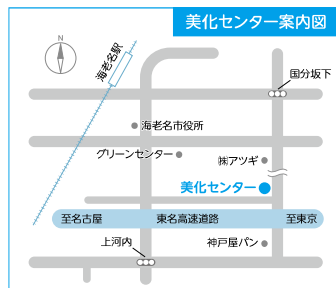 美化センター案内図
N
海老名駅
国分坂下
海老名市役所
グリーンセンター
㈱アツギ
美化センター
至名古屋
東名高速道路
至東京
上河内
神戸屋パン